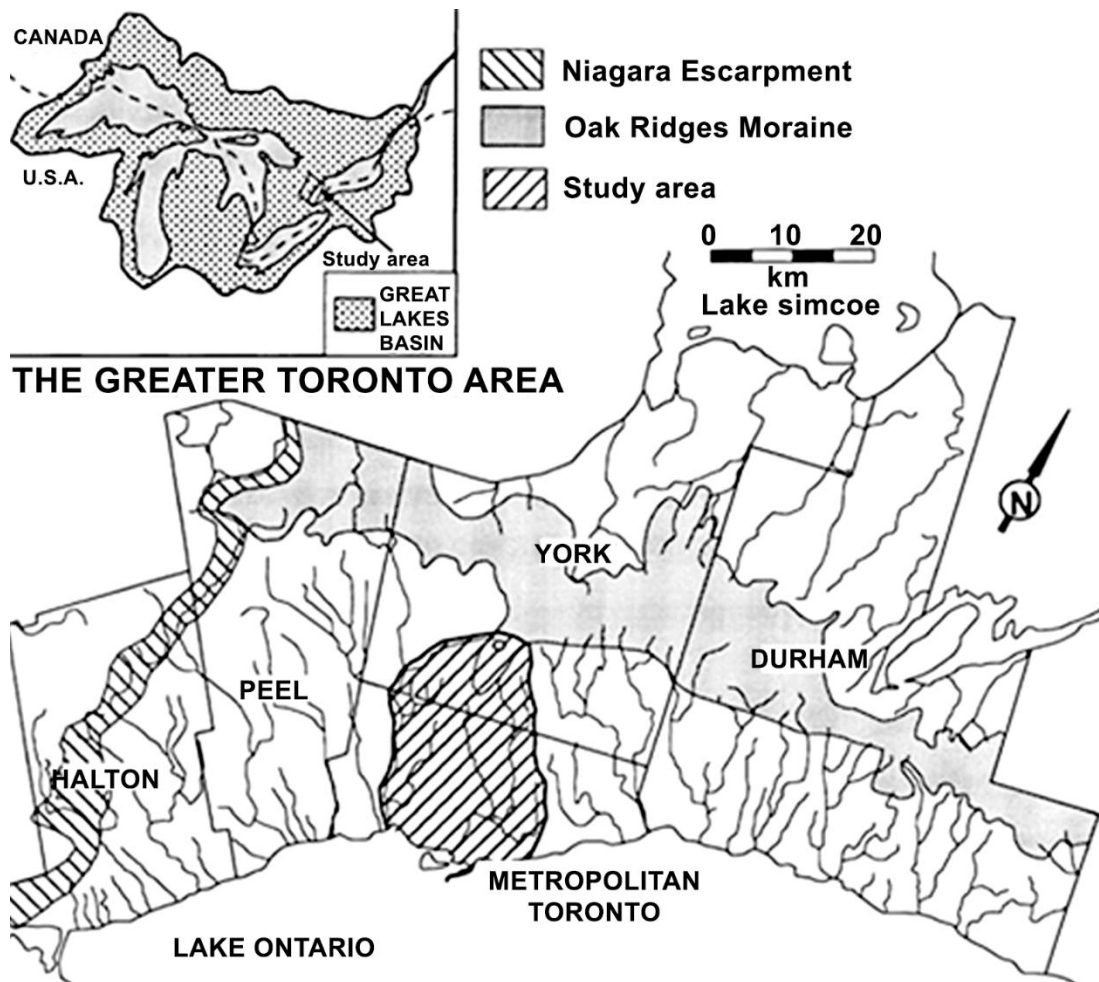 CANADA
U.S.A.
Study area
GREAT
LAKES
BASIN
Niagara Escarpment
Oak Ridges Moraine
Study area
0 10 20
km
Lake simcoe
THE GREATER TORONTO AREA
N
YORK
DURHAM
PEEL
HALTON
METROPOLITAN
TORONTO
LAKE ONTARIO